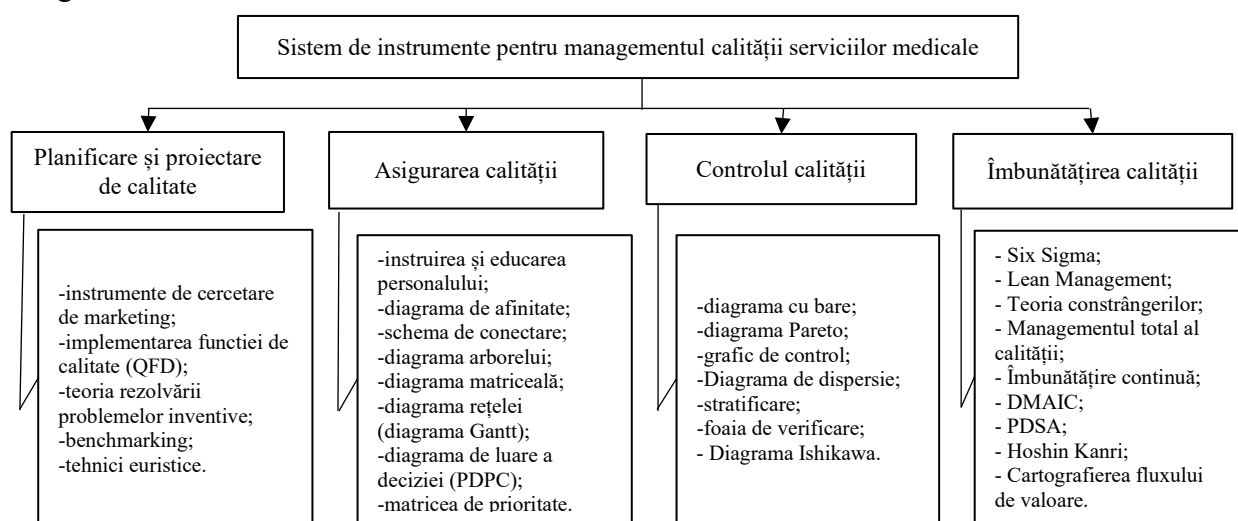 Sistem de instrumente pentru managementul calității serviciilor medicale
Planificare și proiectare
de calitate
Asigurarea calității
Controlul calității
Îmbunătățirea calității
-instrumente de cercetare
de marketing;
-implementarea functiei de
calitate (QFD);
-teoria rezolvării
problemelor inventive;
-benchmarking;
-tehnici euristice.
-instruirea și educarea
personalului;
-diagrama de afinitate;
-schema de conectare;
-diagrama arborelui;
-diagrama matriceală;
-diagrama rețelei
(diagrama Gantt);
-diagrama de luare a
deciziei (PDPC);
-matricea de prioritate.
-diagrama cu bare;
-diagrama Pareto;
-grafic de control;
-Diagrama de dispersie;
-stratificare;
-foaia de verificare;
- Diagrama Ishikawa.
- Six Sigma;
- Lean Management;
- Teoria constrângerilor;
- Managementul total al
calității;
- Îmbunătățire continuă;
- DMAIC;
- PDSA;
- Hoshin Kanri;
- Cartografierea fluxului
de valoare.